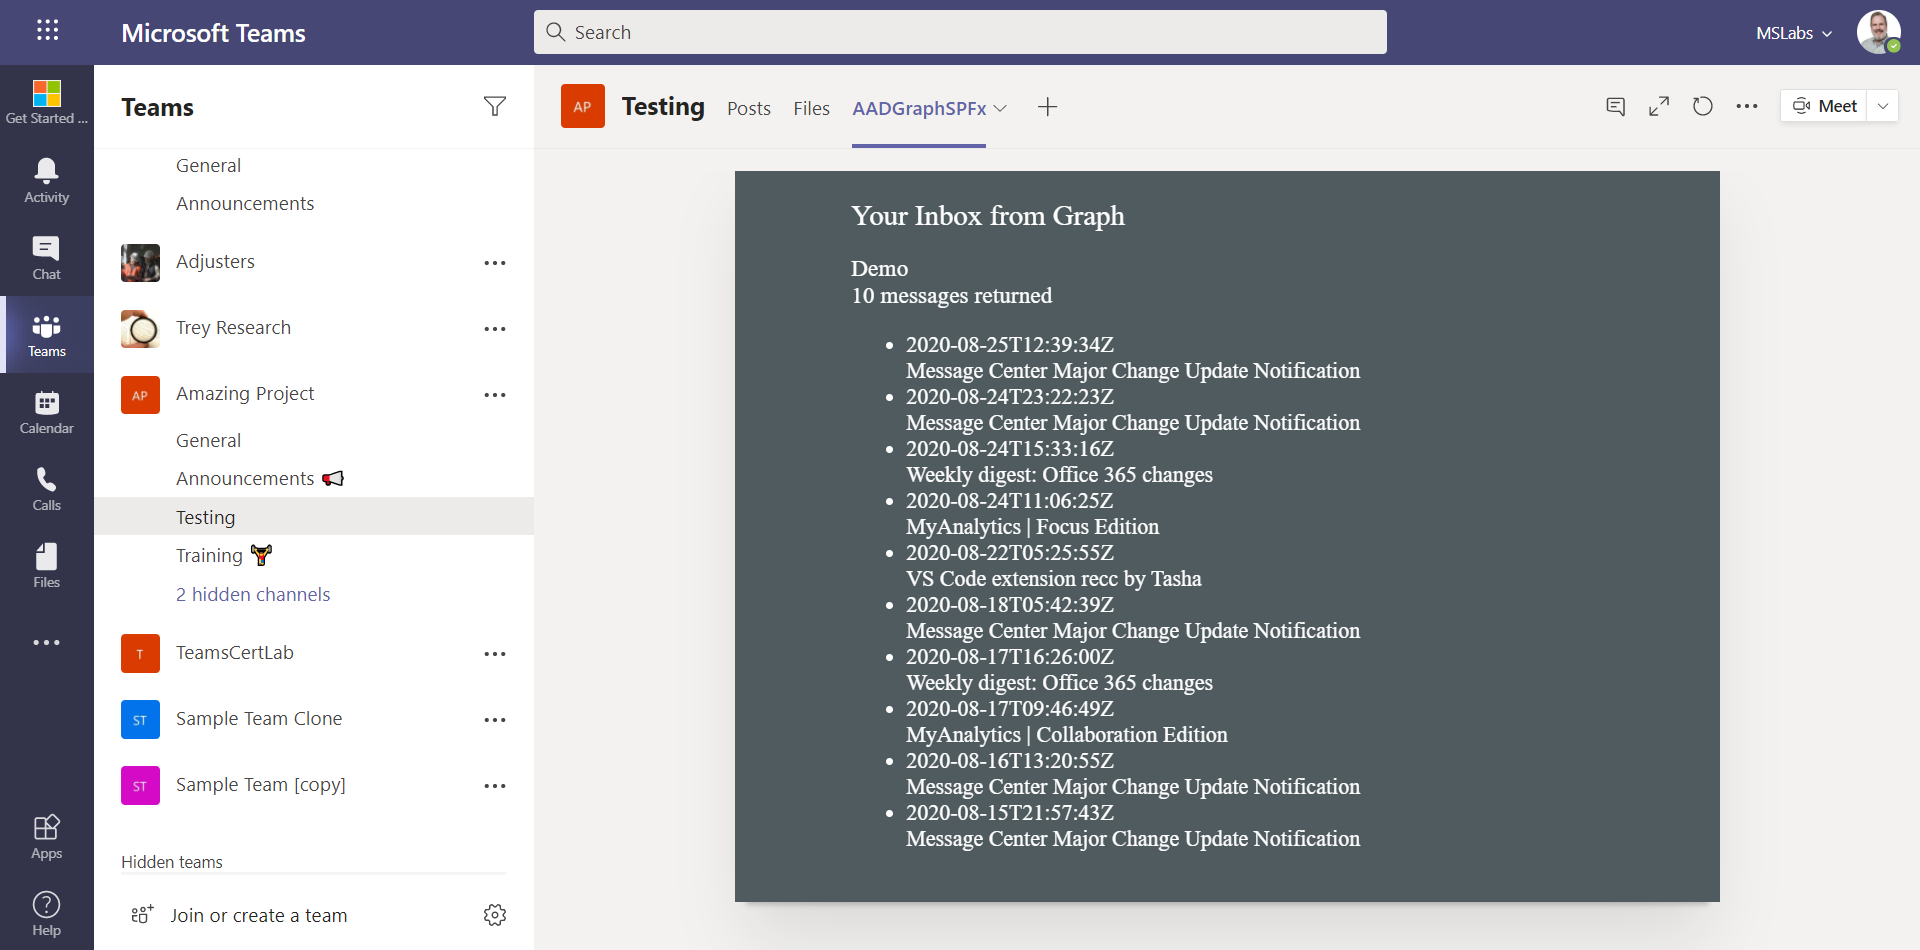 Microsoft Teams
Search
MSLabs
Get Started ...
Activity
Chat
Teams
Calendar
Calls
Files
Apps
Help
Teams
General
Announcements
Adjusters
Trey Research
AP
Amazing Project
General
Announcements
Testing
Training
2 hidden channels
T
TeamsCertLab
ST
Sample Team Clone
ST
Sample Team [copy]
Hidden teams
Join or create a team
AP
Testing
Posts
Files
AADGraphSPFx
Meet
Your Inbox from Graph
Demo
10 messages returned
2020-08-25T12:39:34Z
Message Center Major Change Update Notification
2020-08-24T23:22:23Z
Message Center Major Change Update Notification
2020-08-24T15:33:16Z
Weekly digest: Office 365 changes
2020-08-24T11:06:25Z
MyAnalytics | Focus Edition
2020-08-22T05:25:55Z
VS Code extension recc by Tasha
2020-08-18T05:42:39Z
Message Center Major Change Update Notification
2020-08-17T16:26:00Z
Weekly digest: Office 365 changes
2020-08-17T09:46:49Z
MyAnalytics | Collaboration Edition
2020-08-16T13:20:55Z
Message Center Major Change Update Notification
2020-08-15T21:57:43Z
Message Center Major Change Update Notification